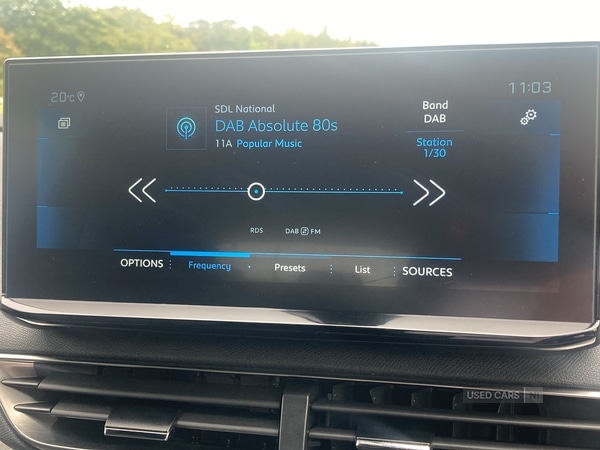 20°C
11:03
SDL National
DAB Absolute 80s
11A Popular Music
Band
DAB
Station
1/30
RDS
DAB FM
OPTIONS
Frequency
Presets
List
SOURCES
USED CARS NI